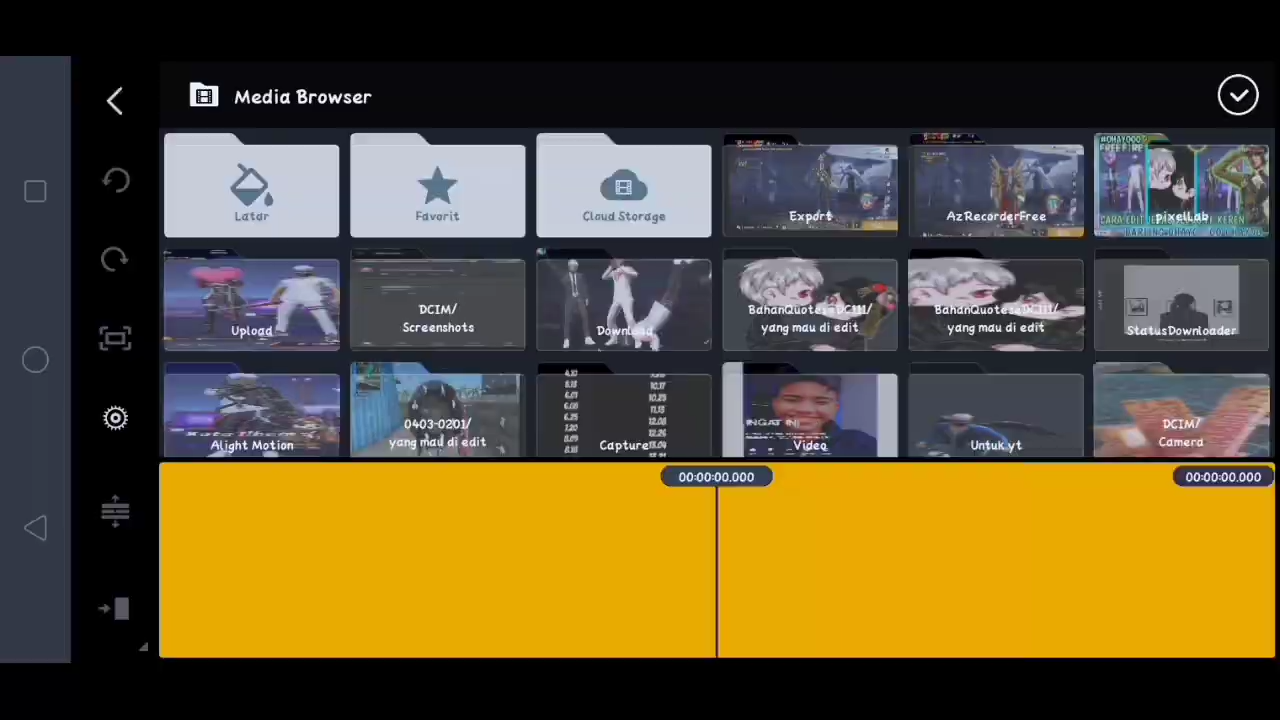 Media Browser
Latar
Favorit
Cloud Storage
Export
AzRecorderFree
#OHAYOOO
FREEFIRE
pixellab
Upload
DCIM/
Screenshots
Download
yang mau di edit
yang mau di edit
StatusDownloader
Alight Motion
0403-0201/
yang mau di edit
Capture
Video
Untuk yt
DCIM/
Camera
00:00:00.000
00:00:00.000